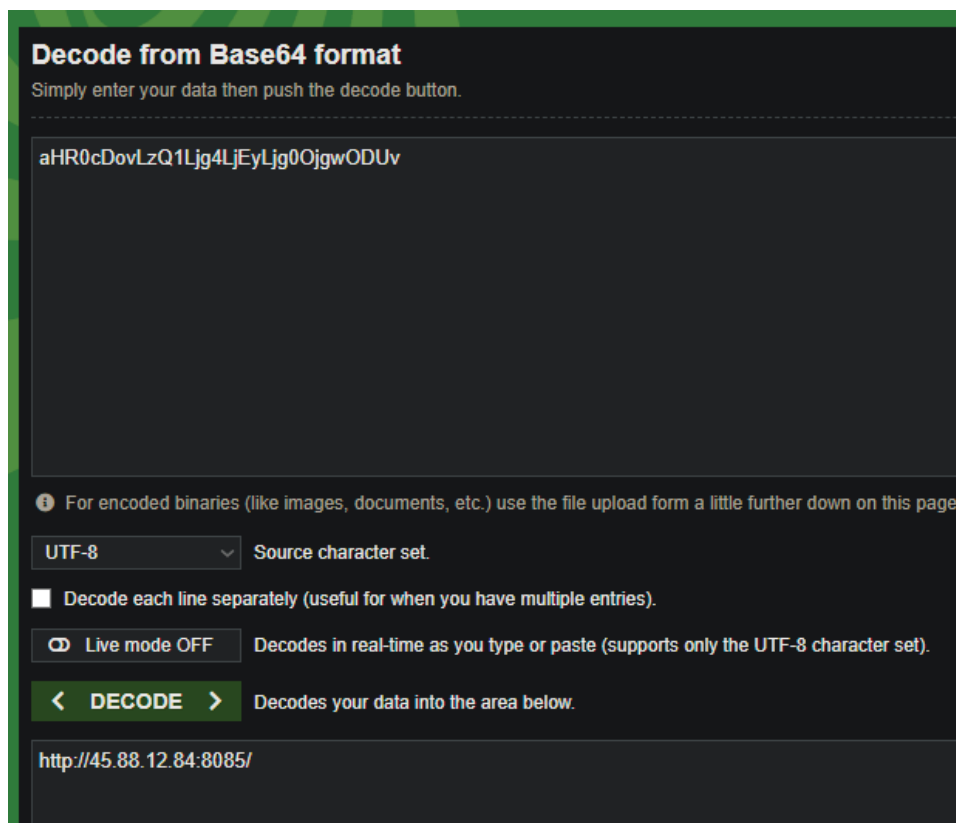 Decode from Base64 format
Simply enter your data then push the decode button.
aHR0cDovLzQ1Ljg4LjEyLjg0OjgwODUv
For encoded binaries (like images, documents, etc.) use the file upload form a little further down on this page
UTF-8 Source character set.
Decode each line separately (useful for when you have multiple entries).
Live mode OFF Decodes in real-time as you type or paste (supports only the UTF-8 character set).
< DECODE > Decodes your data into the area below.
http://45.88.12.84:8085/